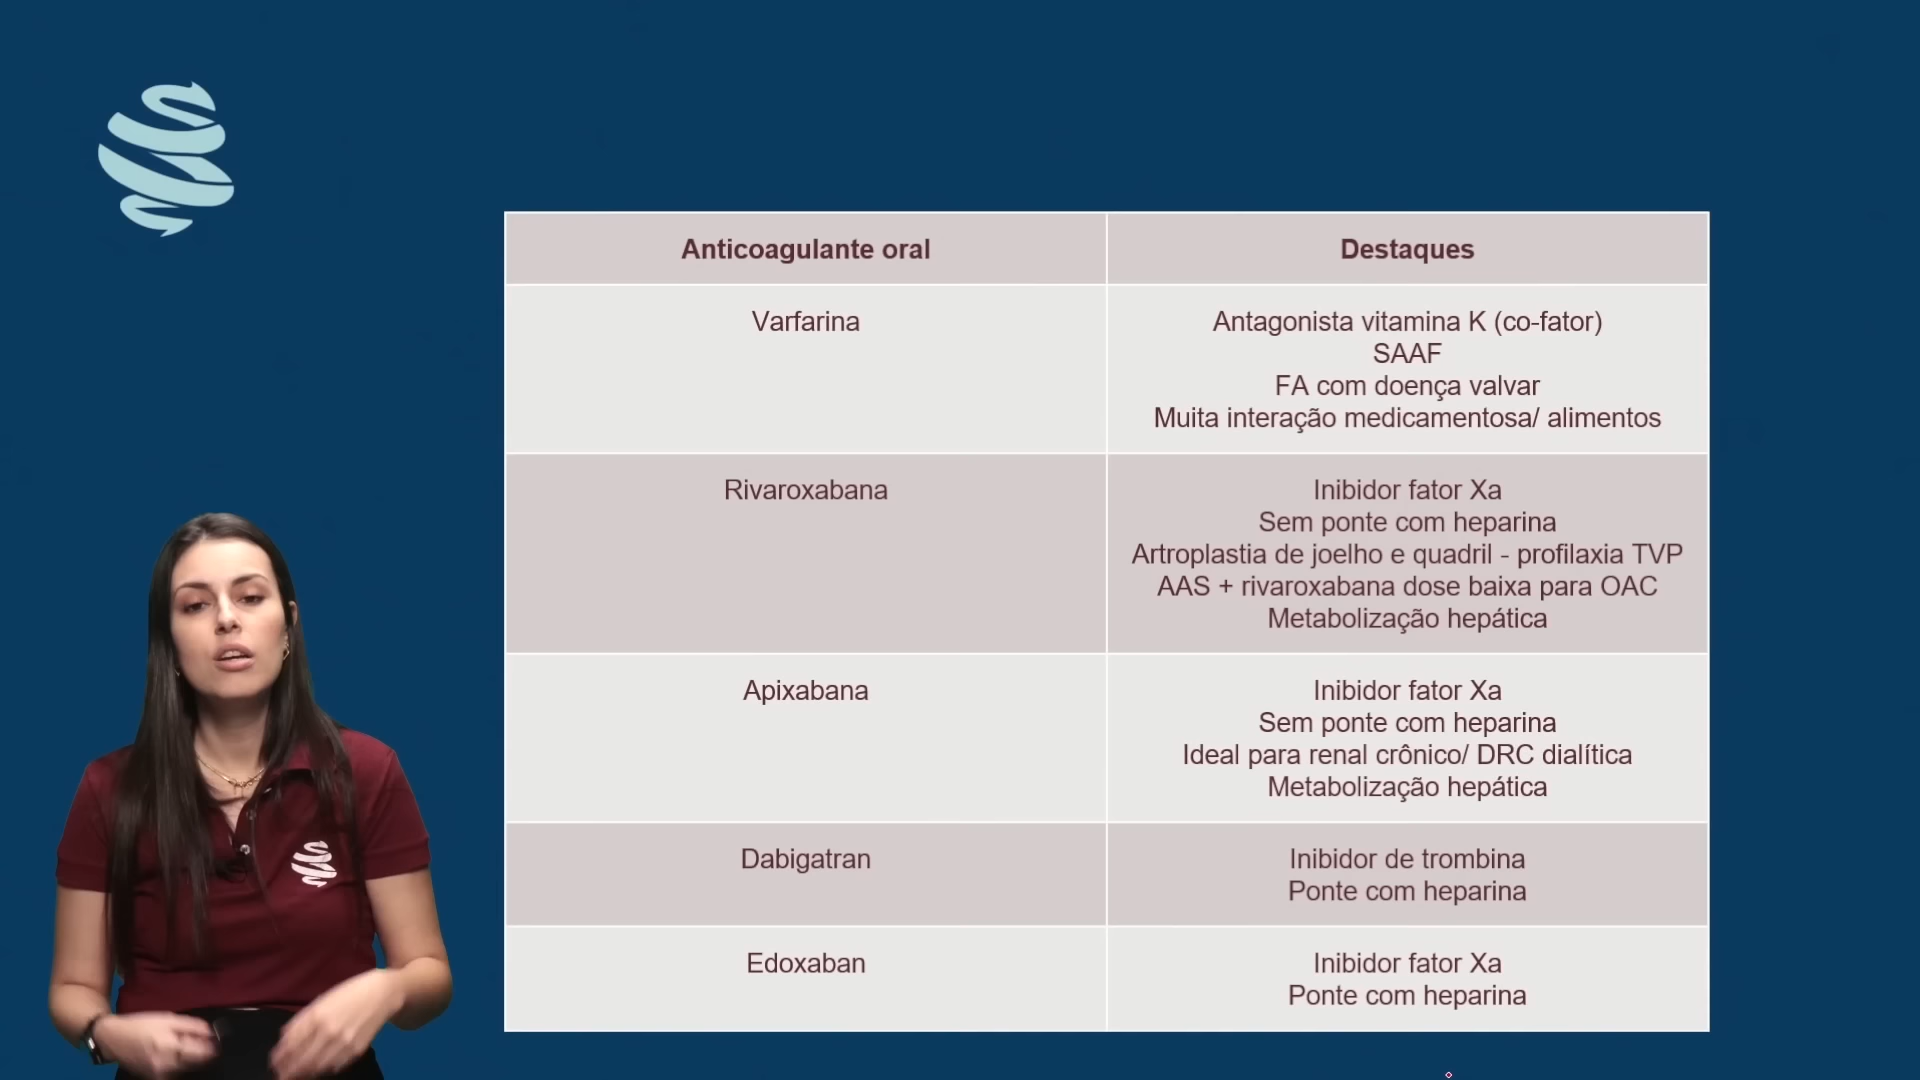 Anticoagulante oral
Destaques
Varfarina
Antagonista vitamina K (co-fator)
SAAF
FA com doença valvar
Muita interação medicamentosa/ alimentos
Rivaroxabana
Inibidor fator Xa
Sem ponte com heparina
Artroplastia de joelho e quadril - profilaxia TVP
AAS + rivaroxabana dose baixa para OAC
Metabolização hepática
Apixabana
Inibidor fator Xa
Sem ponte com heparina
Ideal para renal crônico/ DRC dialítica
Metabolização hepática
Dabigatran
Inibidor de trombina
Ponte com heparina
Edoxaban
Inibidor fator Xa
Ponte com heparina